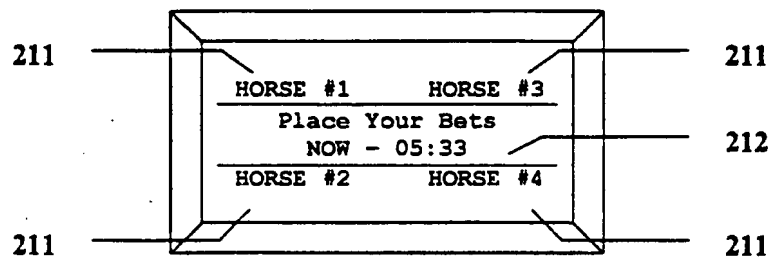 211 211
HORSE #1 HORSE #3
Place Your Bets
NOW - 05:33
212
HORSE #2 HORSE #4
211 211